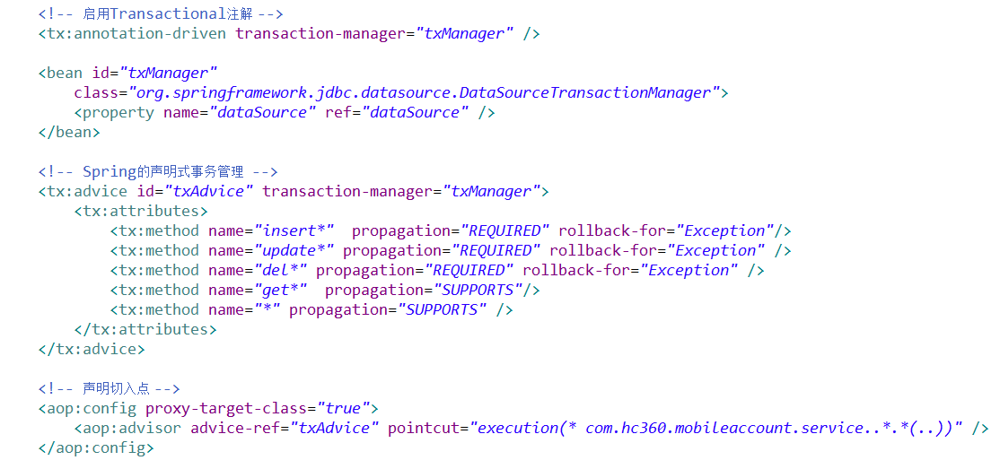 <!-- 启用Transactional注解 -->
<tx:annotation-driven transaction-manager="txManager" />
<bean id="txManager"
class="org.springframework.jdbc.datasource.DataSourceTransactionManager">
<property name="dataSource" ref="dataSource" />
</bean>
<!-- Spring的声明式事务管理 -->
<tx:advice id="txAdvice" transaction-manager="txManager">
<tx:attributes>
<tx:method name="insert*"  propagation="REQUIRED" rollback-for="Exception"/>
<tx:method name="update*" propagation="REQUIRED" rollback-for="Exception" />
<tx:method name="del*" propagation="REQUIRED" rollback-for="Exception" />
<tx:method name="get*"  propagation="SUPPORTS"/>
<tx:method name="*" propagation="SUPPORTS" />
</tx:attributes>
</tx:advice>
<!-- 声明切入点 -->
<aop:config proxy-target-class="true">
<aop:advisor advice-ref="txAdvice" pointcut="execution(* com.hc360.mobileaccount.service..*.*(..))" />
</aop:config>